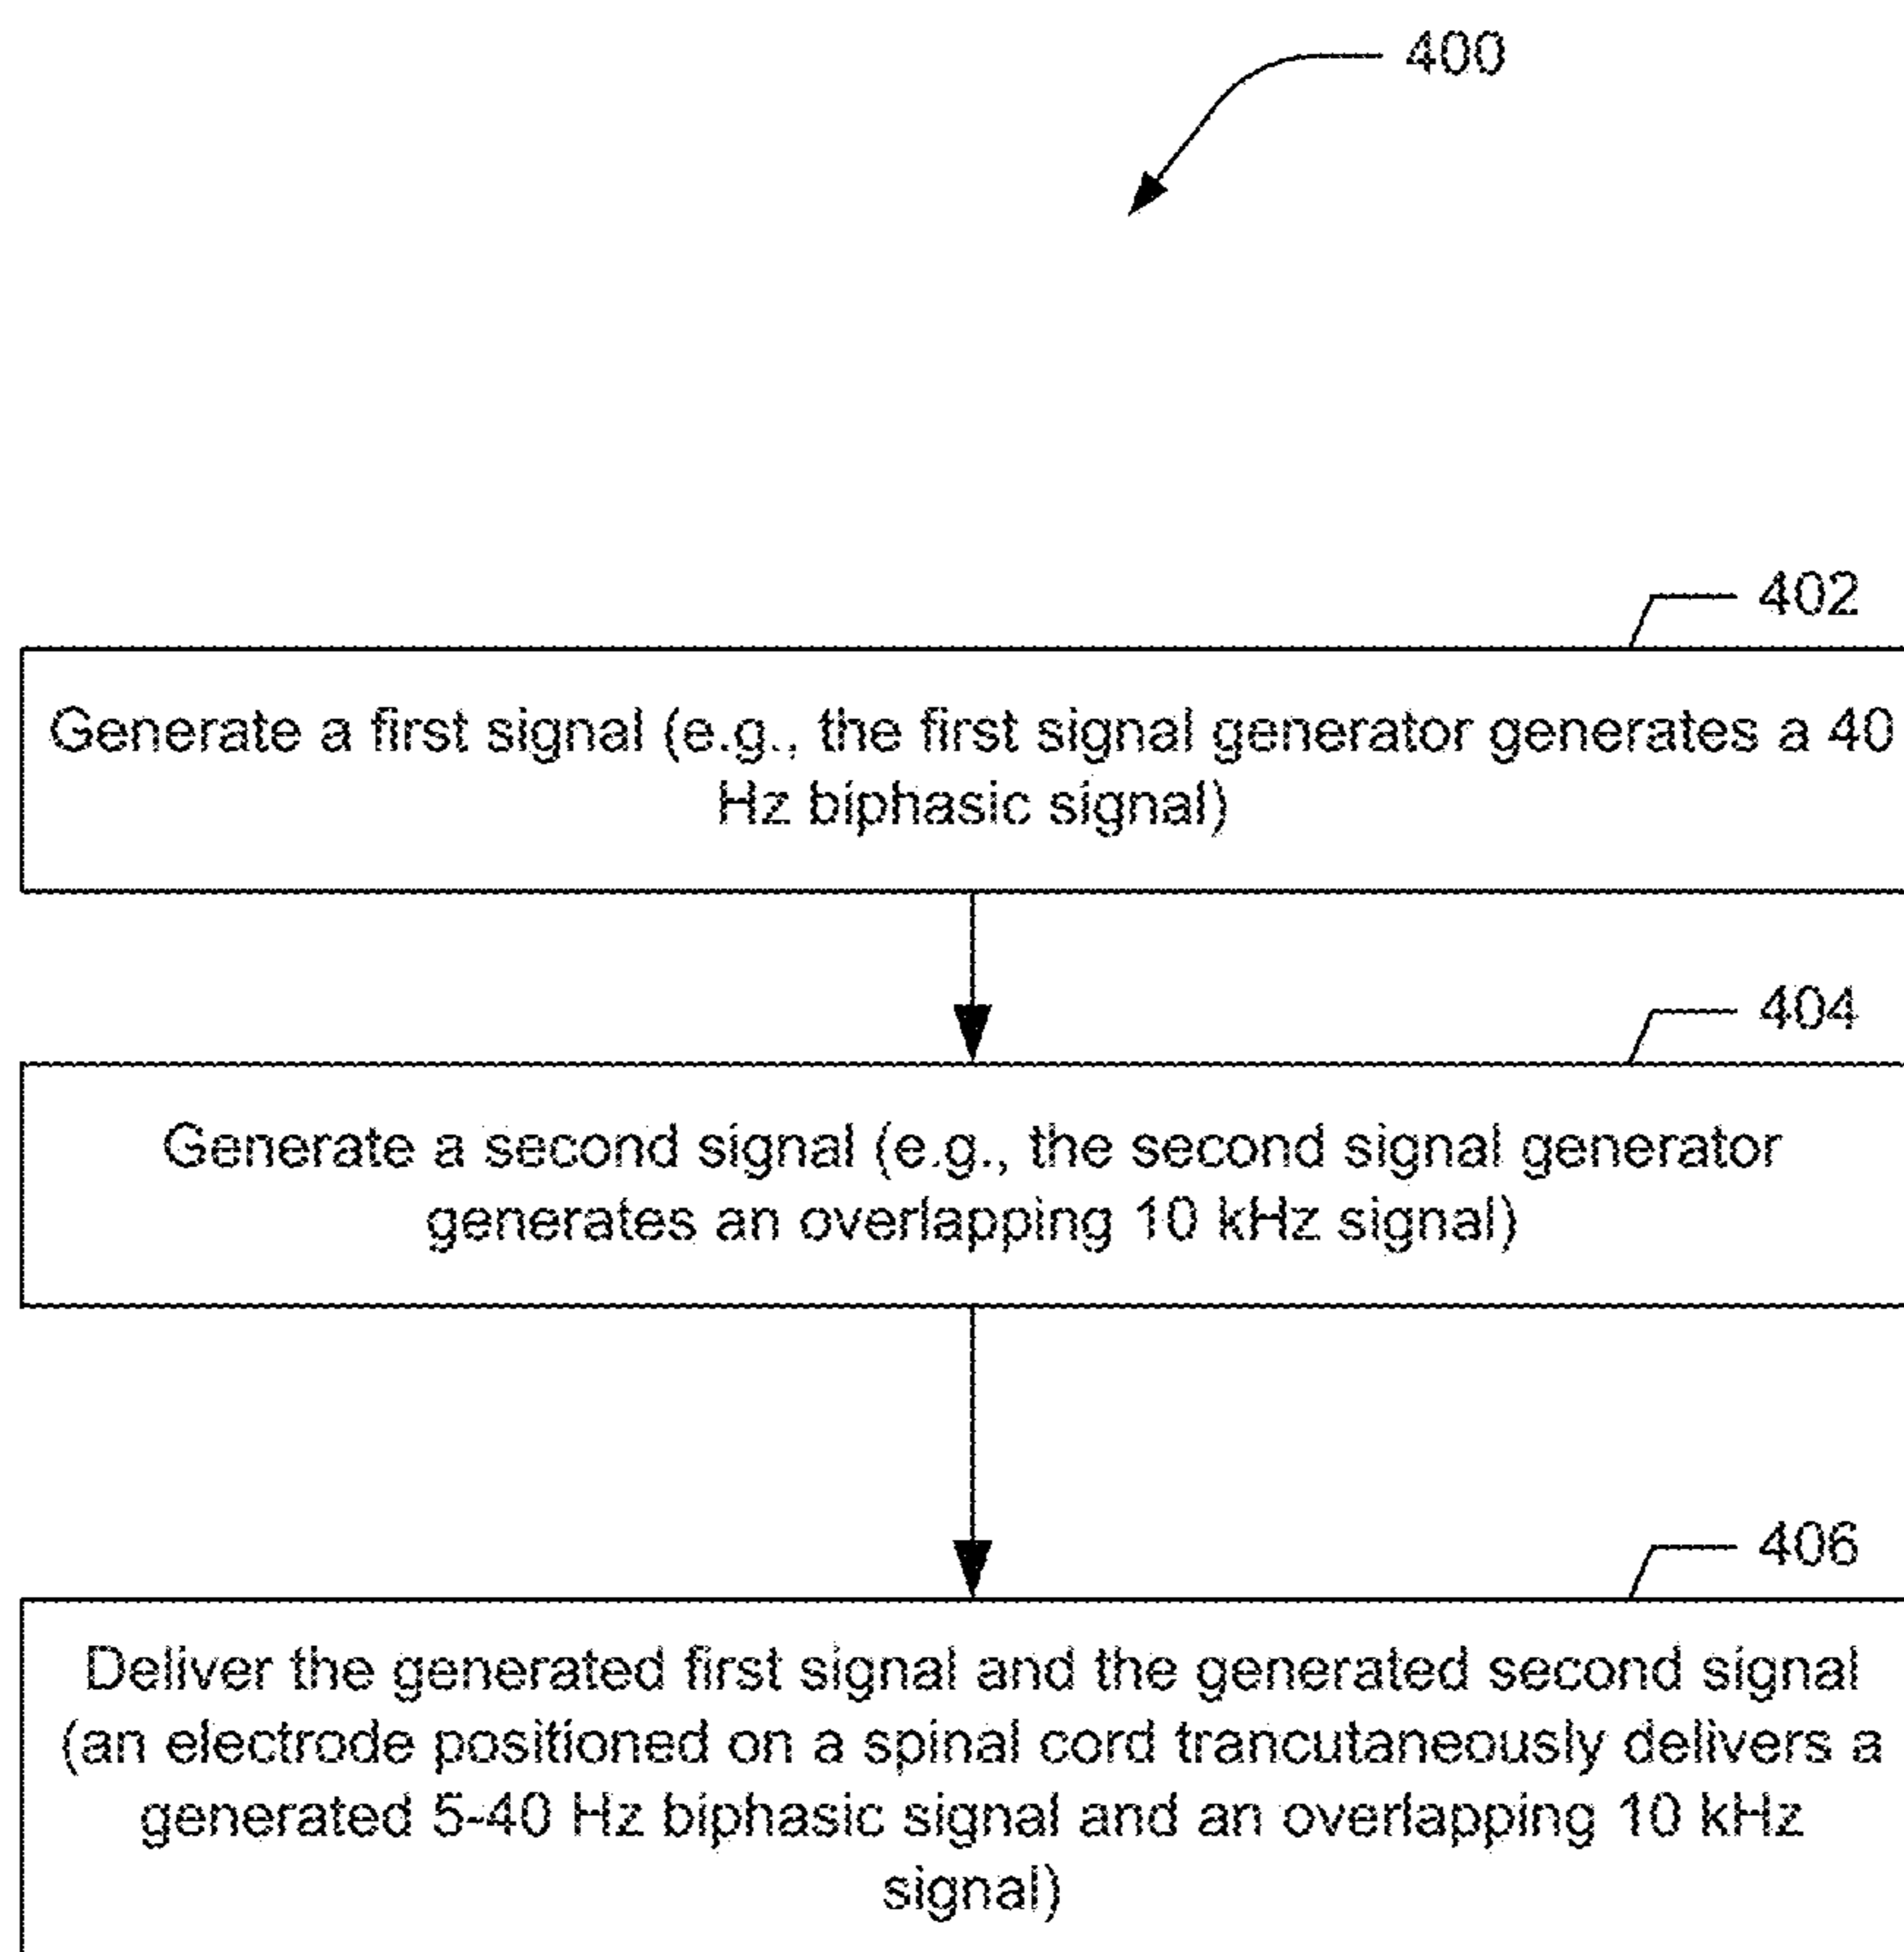 400
402
Generate a first signal (e.g., the first signal generator generates a 40
Hz biphasic signal)
404
Generate a second signal (e.g., the second signal generator
generates an overlapping 10 kHz signal)
406
Deliver the generated first signal and the generated second signal
(an electrode positioned on a spinal cord trancutaneously delivers a
generated 5-40 Hz biphasic signal and an overlapping 10 kHz
signal)